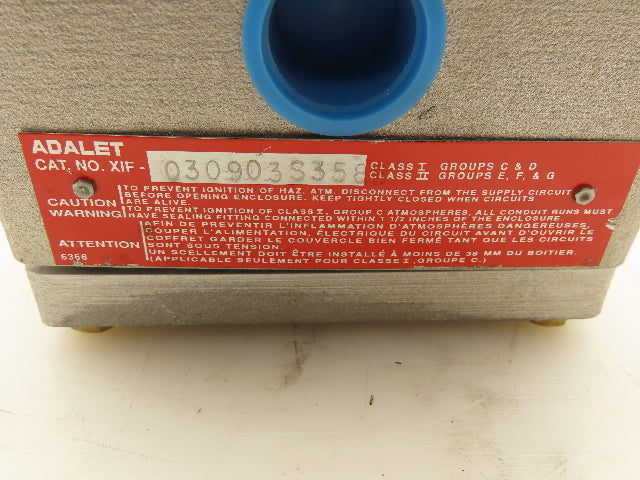 ADALET
CAT. NO. XIF - 030903S358 CLASS I GROUPS C & D
CLASS II GROUPS E, F, & G
CAUTION TO PREVENT IGNITION OF HAZ. ATM. DISCONNECT FROM THE SUPPLY CIRCUIT
BEFORE OPENING ENCLOSURE. KEEP TIGHTLY CLOSED WHEN CIRCUITS
ARE ALIVE.
WARNING TO PREVENT IGNITION OF CLASS I, GROUP C ATMOSPHERES, ALL CONDUIT RUNS MUST
HAVE SEALING FITTING CONNECTED WITHIN 1 1/2 INCHES OF THE ENCLOSURE.
ATTENTION AFIN DE PREVENTIR L'INFLAMMATION D'ATMOSPHÈRES DANGEREUSES,
COUPER L'ALIMENTATION, ÉLECTRIQUE DU CIRCUIT AVANT D'OUVRIR LE
COFFRET GARDER LE COUVERCLE BIEN FERMÉ TANT QUE LES CIRCUITS
SONT SOUS TENSION.
UN SCELLEMENT DOIT ÊTRE INSTALLÉ À MOINS DE 38 MM DU BOITIER.
6366 (APPLICABLE SEULEMENT POUR CLASSE I, GROUPE C.)